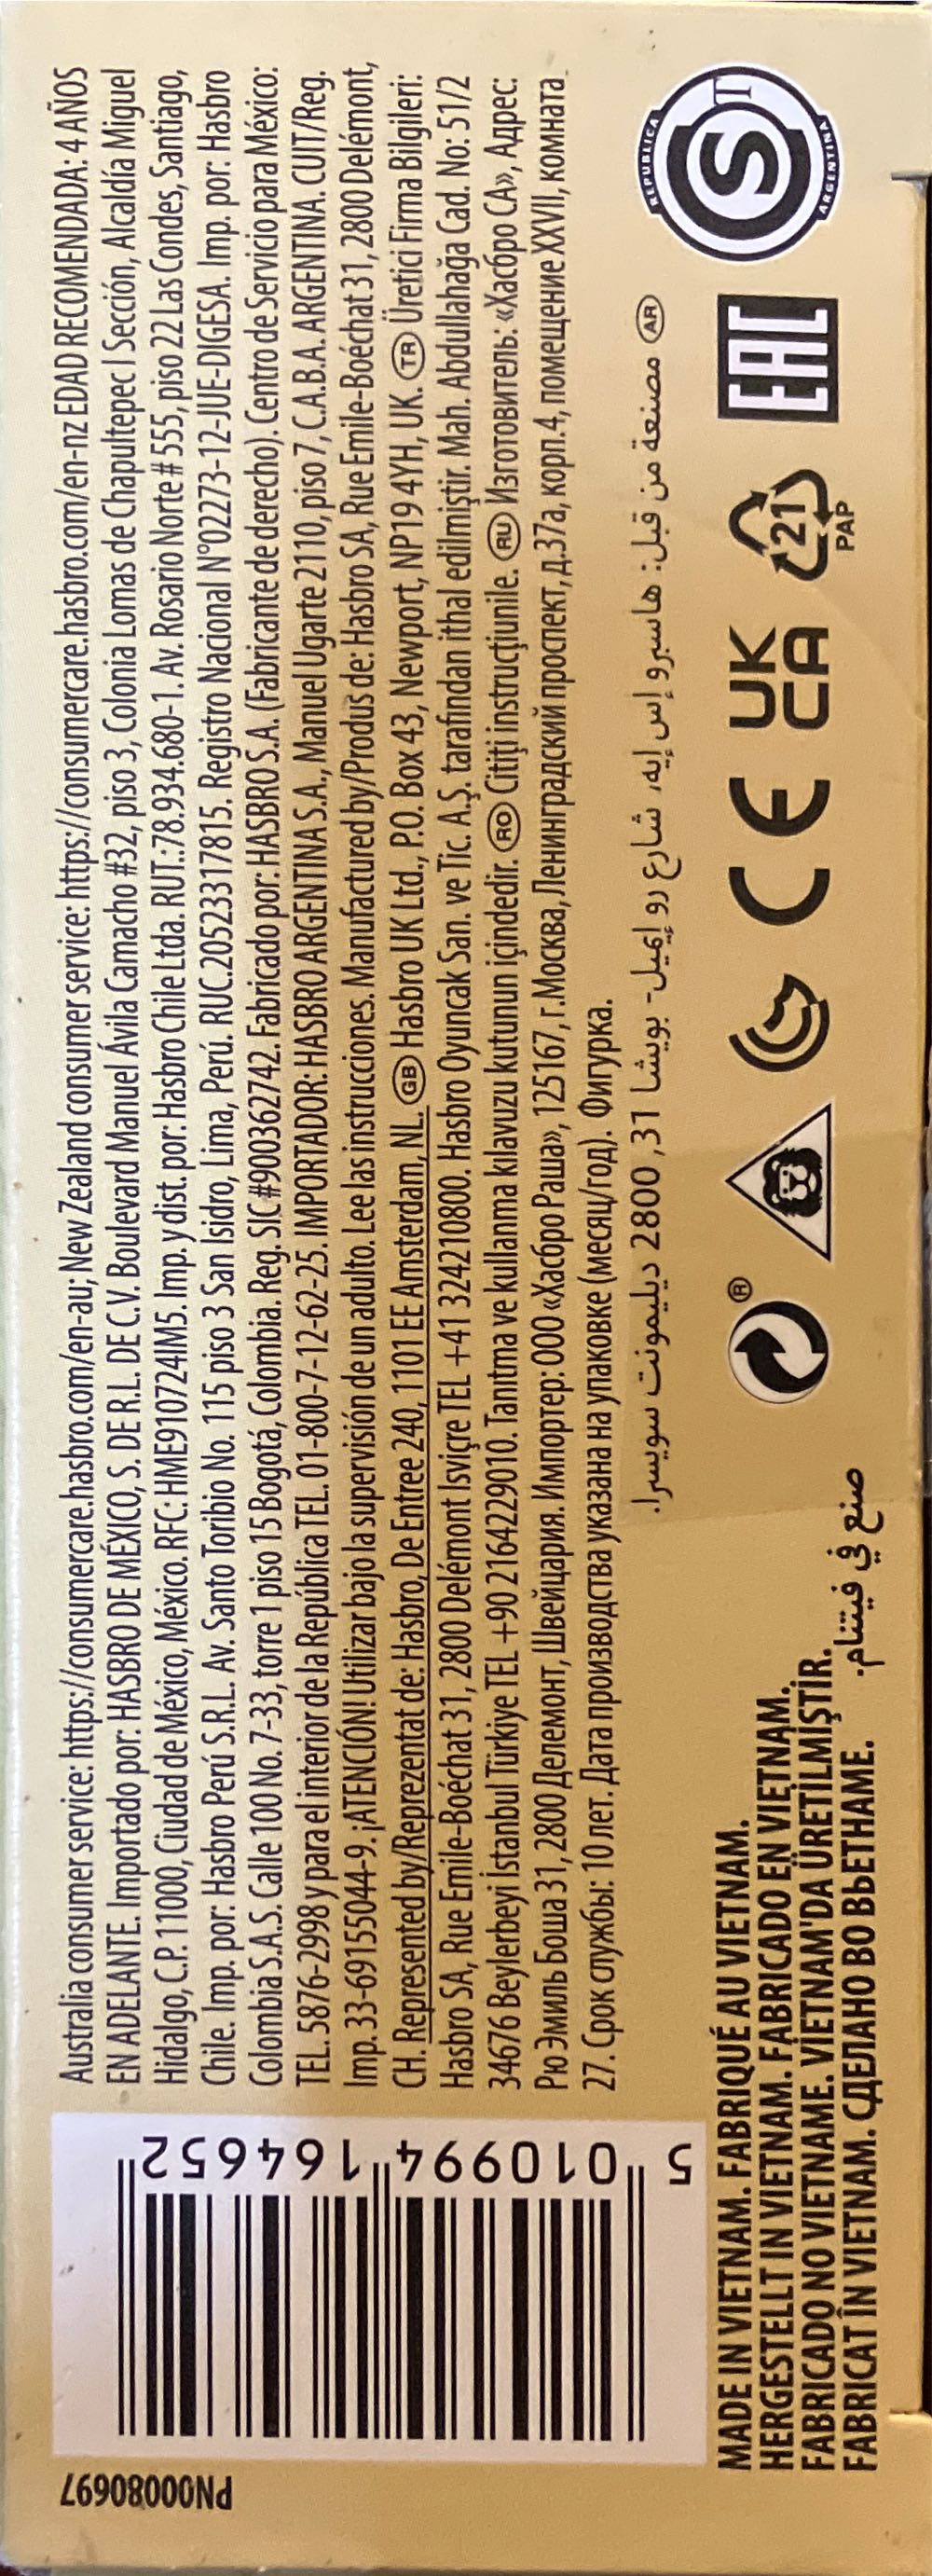 Australia consumer service: https://consumercare.hasbro.com/en-au; New Zealand consumer service: https://consumercare.hasbro.com/en-nz EDAD RECOMENDADA: 4 AÑOS
EN ADELANTE. Importado por: HASBRO DE MÉXICO, S. DE R.L. DE C.V. Boulevard Manuel Ávila Camacho #32, piso 3, Colonia Lomas de Chapultepec I Sección, Alcaldía Miguel
Hidalgo, C.P. 11000, Ciudad de México, México. RFC: HME910724IM5. Imp. y dist. por: Hasbro Chile Ltda. RUT.:78.934.680-1. Av. Rosario Norte # 555, piso 22 Las Condes, Santiago,
Chile. Imp. por: Hasbro Perú S.R.L. Av. Santo Toribio No. 115 piso 3 San Isidro, Lima, Perú. RUC.20523317815. Registro Nacional N°02273-12-JUE-DIGESA. Imp. por: Hasbro
Colombia S.A.S. Calle 100 No. 7-33, torre 1 piso 15 Bogotá, Colombia. Reg. SIC#900362742. Fabricado por: HASBRO S.A. (Fabricante de derecho). Centro de Servicio para México:
TEL. 5876-2998 y para el interior de la República TEL. 01-800-7-12-62-25. IMPORTADOR: HASBRO ARGENTINA S.A., Manuel Ugarte 2110, piso 7, C.A.B.A. ARGENTINA. CUIT/Reg.
Imp. 33-69155044-9. ¡ATENCIÓN! Utilizar bajo la supervisión de un adulto. Lee las instrucciones. Manufactured by/Produs de: Hasbro SA, Rue Emile-Boéchat 31, 2800 Delémont,
CH. Represented by/Reprezentat de: Hasbro, De Entree 240, 1101 EE Amsterdam, NL. GB Hasbro UK Ltd., P.O. Box 43, Newport, NP19 4YH, UK. TR Üretici Firma Bilgileri:
Hasbro SA, Rue Emile-Boéchat 31, 2800 Delémont Isviçre TEL +41 324210800. Hasbro Oyuncak San. ve Tic. A.Ş. tarafından ithal edilmiştir. Mah. Abdullahağa Cad. No: 51/2
34676 Beylerbeyi İstanbul Türkiye TEL +90 2164229010. Tanıtma ve kullanma kılavuzu kutunun içindedir. RO Citiți instrucțiunile. RU Изготовитель: «Хасбро СА», Адрес:
Рю Эмиль Боша 31, 2800 Делемонт, Швейцария. Импортер: ООО «Хасбро Раша», 125167, г. Москва, Ленинградский проспект, д.37а, корп.4, помещение XXVII, комната
27. Срок службы: 10 лет. Дата производства указана на упаковке (месяц/год). Фигурка.
AR مصنعة من قبل: هاسبرو إس إيه، شارع رو إيميل- بويشا 31, 2800 ديليمونت سويسرا.
PN00080697
5 010994 164652
MADE IN VIETNAM. FABRIQUÉ AU VIETNAM.
HERGESTELLT IN VIETNAM. FABRICADO EN VIETNAM.
FABRICADO NO VIETNAME. VIETNAM'DA ÜRETİLMİŞTİR.
FABRICAT ÎN VIETNAM. СДЕЛАНО ВО ВЬЕТНАМЕ.
صنع في فيتنام.
®
CE
UK
CA
21
PAP
EAC
REPUBLICA
S T
ARGENTINA